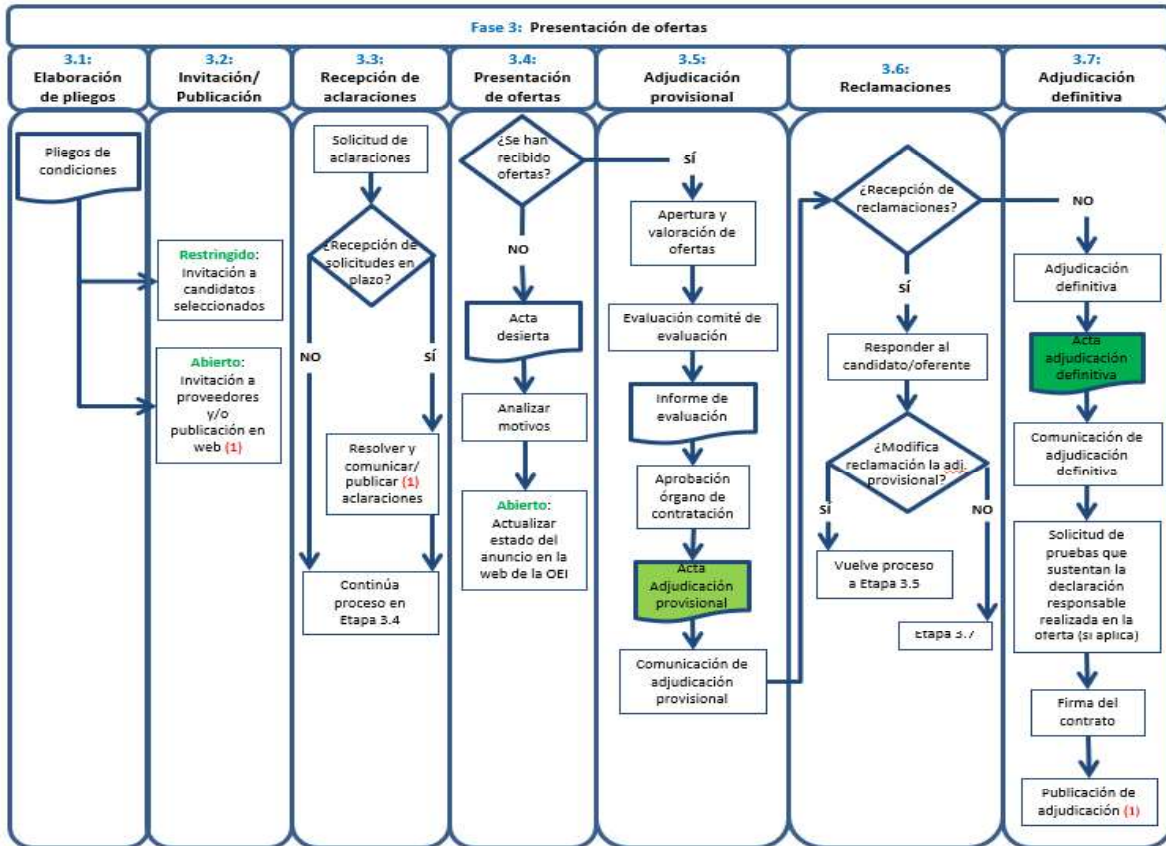 Fase 3: Presentación de ofertas
3.1:
Elaboración
de pliegos
3.2:
Invitación/
Publicación
3.3:
Recepción de
aclaraciones
3.4:
Presentación
de ofertas
3.5:
Adjudicación
provisional
3.6:
Reclamaciones
3.7:
Adjudicación
definitiva
Pliegos de
condiciones
Restringido:
Invitación a
candidatos
seleccionados
Abierto:
Invitación a
proveedores
y/o
publicación en
web (1)
Solicitud de
aclaraciones
¿Recepción de
solicitudes en
plazo?
NO
SÍ
Resolver y
comunicar/
publicar (1)
aclaraciones
Continúa
proceso en
Etapa 3.4
¿Se han
recibido
ofertas?
SÍ
NO
Acta
desierta
Analizar
motivos
Abierto:
Actualizar
estado del
anuncio en la
web de la OEI
Apertura y
valoración de
ofertas
Evaluación comité de
evaluación
Informe de
evaluación
Aprobación
órgano de
contratación
Acta
Adjudicación
provisional
Comunicación de
adjudicación
provisional
¿Recepción de
reclamaciones?
NO
SÍ
Responder al
candidato/oferente
¿Modifica
reclamación la adj.
provisional?
SÍ
NO
Vuelve proceso
a Etapa 3.5
Etapa 3.7
Adjudicación
definitiva
Acta
adjudicación
definitiva
Comunicación de
adjudicación
definitiva
Solicitud de
pruebas que
sustentan la
declaración
responsable
realizada en la
oferta (si aplica)
Firma del
contrato
Publicación de
adjudicación (1)